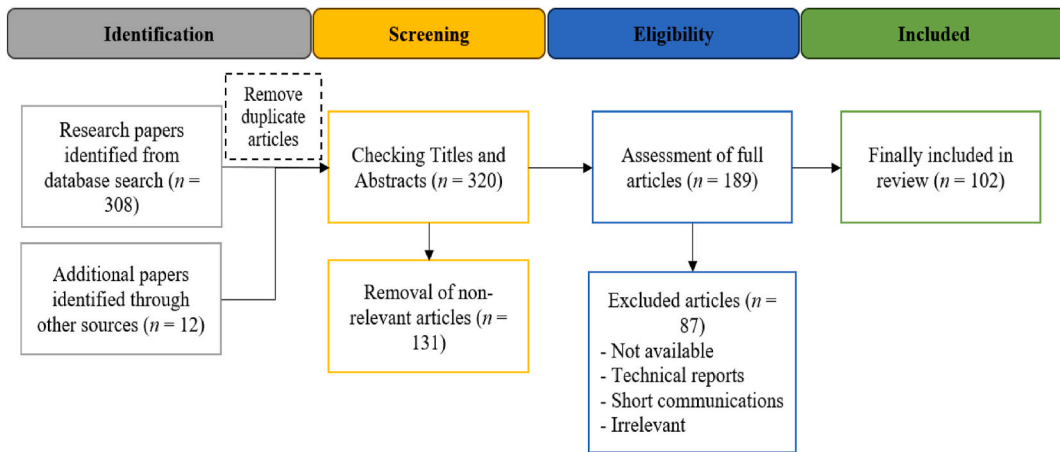 Identification
Screening
Eligibility
Included
Remove
duplicate
articles
Research papers
identified from
database search (n =
308)
Additional papers
identified through
other sources (n = 12)
Checking Titles and
Abstracts (n = 320)
Removal of non-
relevant articles (n =
131)
Assessment of full
articles (n = 189)
Excluded articles (n =
87)
- Not available
- Technical reports
- Short communications
- Irrelevant
Finally included in
review (n = 102)